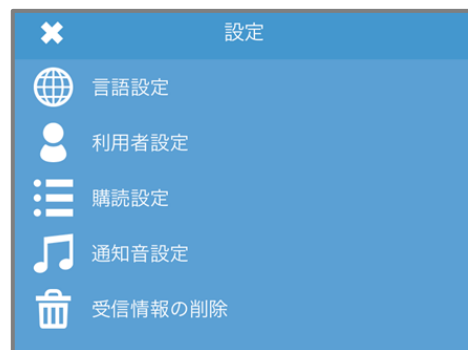 設定
言語設定
利用者設定
購読設定
通知音設定
受信情報の削除